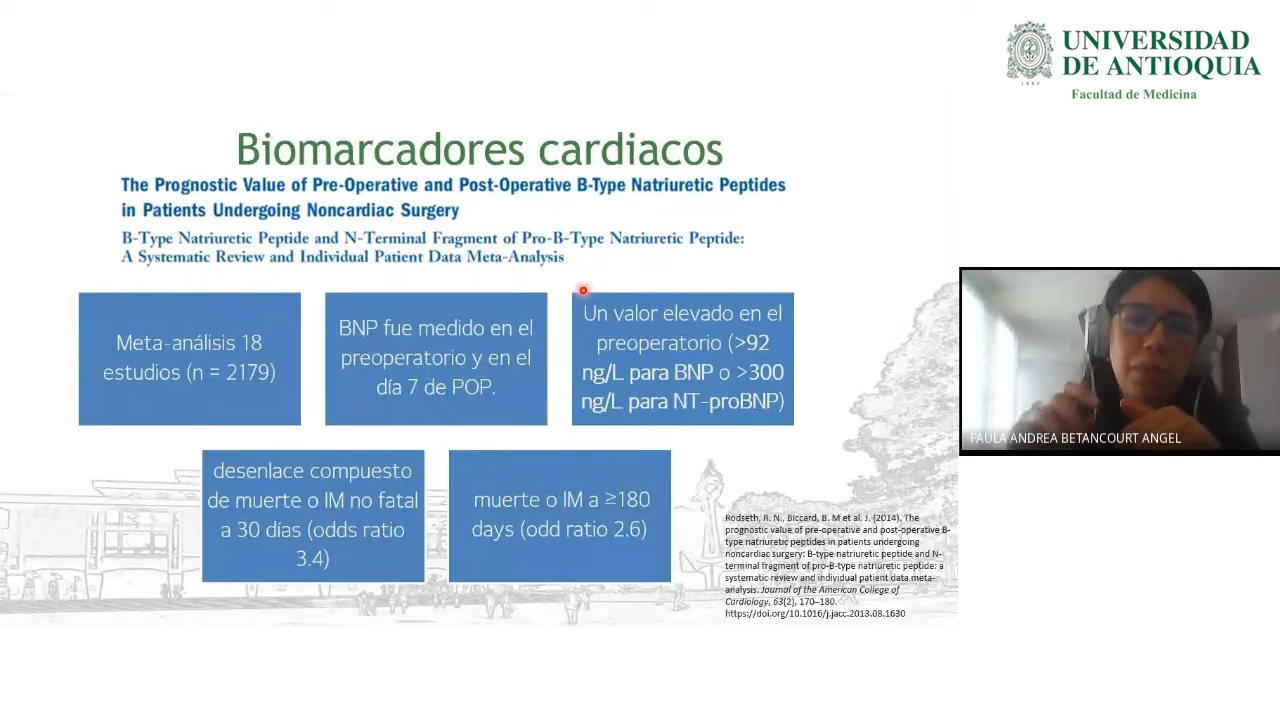 UNIVERSIDAD
DE ANTIOQUIA
1803
Facultad de Medicina
Biomarcadores cardiacos
The Prognostic Value of Pre-Operative and Post-Operative B-Type Natriuretic Peptides
in Patients Undergoing Noncardiac Surgery
B-Type Natriuretic Peptide and N-Terminal Fragment of Pro-B-Type Natriuretic Peptide:
A Systematic Review and Individual Patient Data Meta-Analysis
Meta-análisis 18
estudios (n = 2179)
BNP fue medido en el
preoperatorio y en el
día 7 de POP.
Un valor elevado en el
preoperatorio (>92
ng/L para BNP o >300
ng/L para NT-proBNP)
desenlace compuesto
de muerte o IM no fatal
a 30 días (odds ratio
3.4)
muerte o IM a ≥180
days (odd ratio 2.6)
Rodseth, R. N., Biccard, B. M et al. J. (2014). The
prognostic value of pre-operative and post-operative B-
type natriuretic peptides in patients undergoing
noncardiac surgery: B-type natriuretic peptide and N-
terminal fragment of pro-B-type natriuretic peptide: a
systematic review and individual patient data meta-
analysis. Journal of the American College of
Cardiology, 63(2), 170–180.
https://doi.org/10.1016/j.jacc.2013.08.1630
PAULA ANDREA BETANCOURT ANGEL